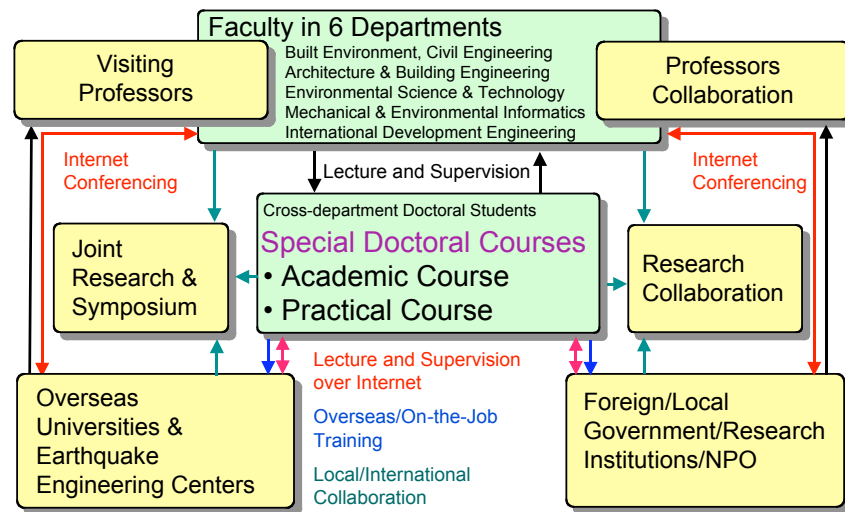 Faculty in 6 Departments
Built Environment, Civil Engineering
Architecture & Building Engineering
Environmental Science & Technology
Mechanical & Environmental Informatics
International Development Engineering
Visiting
Professors
Professors
Collaboration
Internet
Conferencing
Lecture and Supervision
Internet
Conferencing
Cross-department Doctoral Students
Special Doctoral Courses
• Academic Course
• Practical Course
Joint
Research &
Symposium
Research
Collaboration
Lecture and Supervision
over Internet
Overseas/On-the-Job
Training
Local/International
Collaboration
Overseas
Universities &
Earthquake
Engineering Centers
Foreign/Local
Government/Research
Institutions/NPO